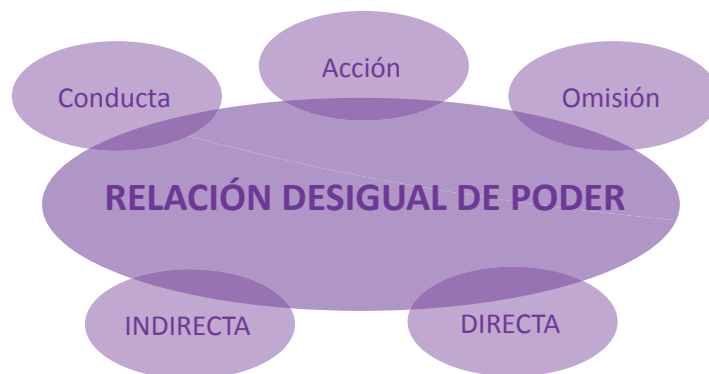 Acción
Conducta
Omisión
RELACIÓN DESIGUAL DE PODER
INDIRECTA
DIRECTA